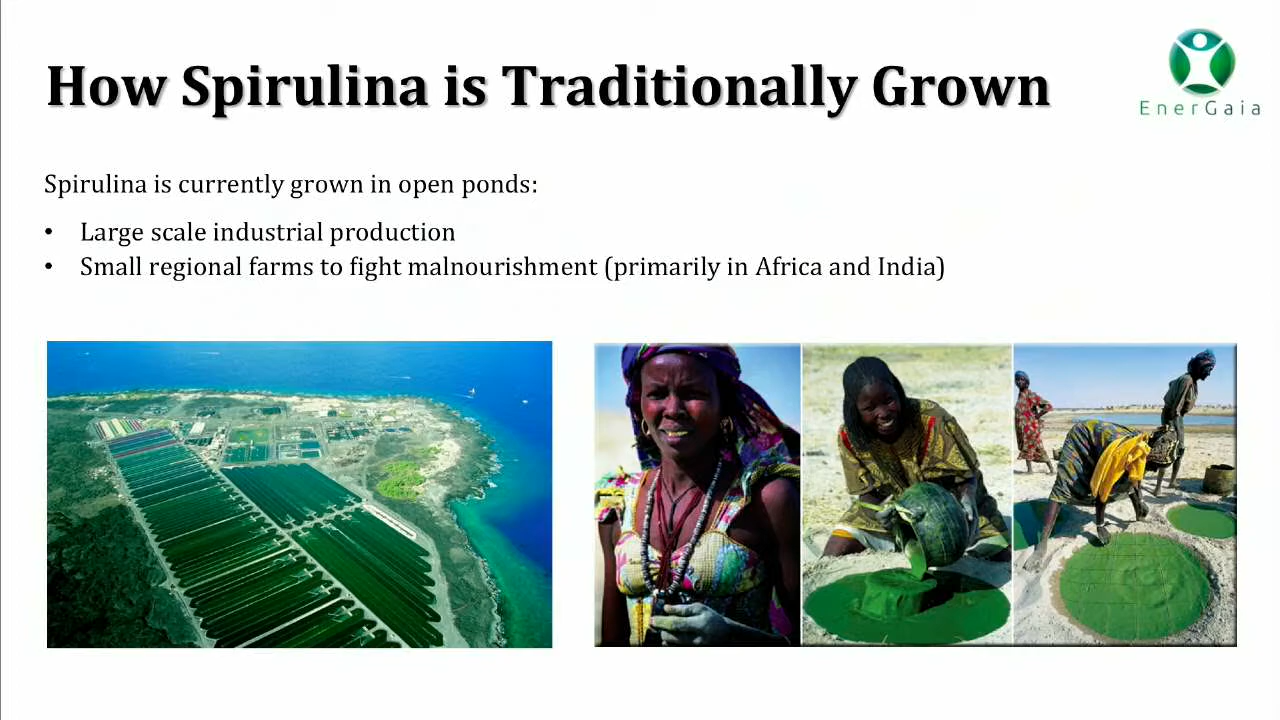 How Spirulina is Traditionally Grown
EnerGaia
Spirulina is currently grown in open ponds:
• Large scale industrial production
• Small regional farms to fight malnourishment (primarily in Africa and India)